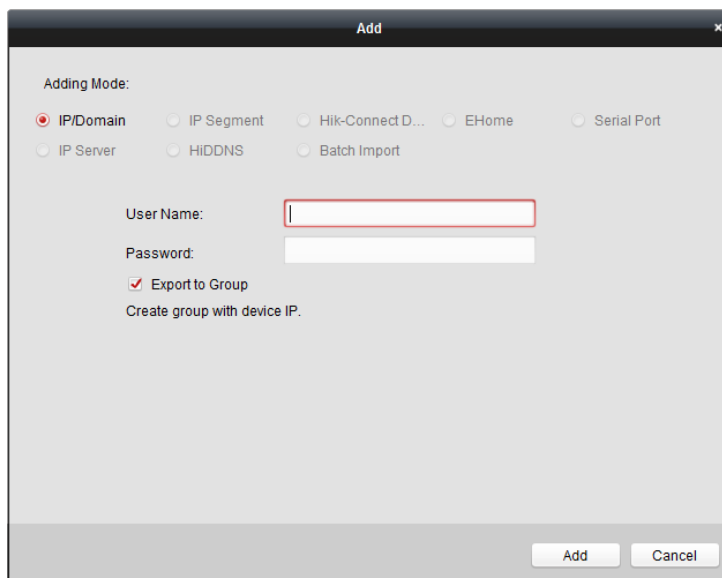 Add
×
Adding Mode:
IP/Domain IP Segment Hik-Connect D... EHome Serial Port
IP Server HiDDNS Batch Import
User Name:
Password:
Export to Group
Create group with device IP.
Add Cancel